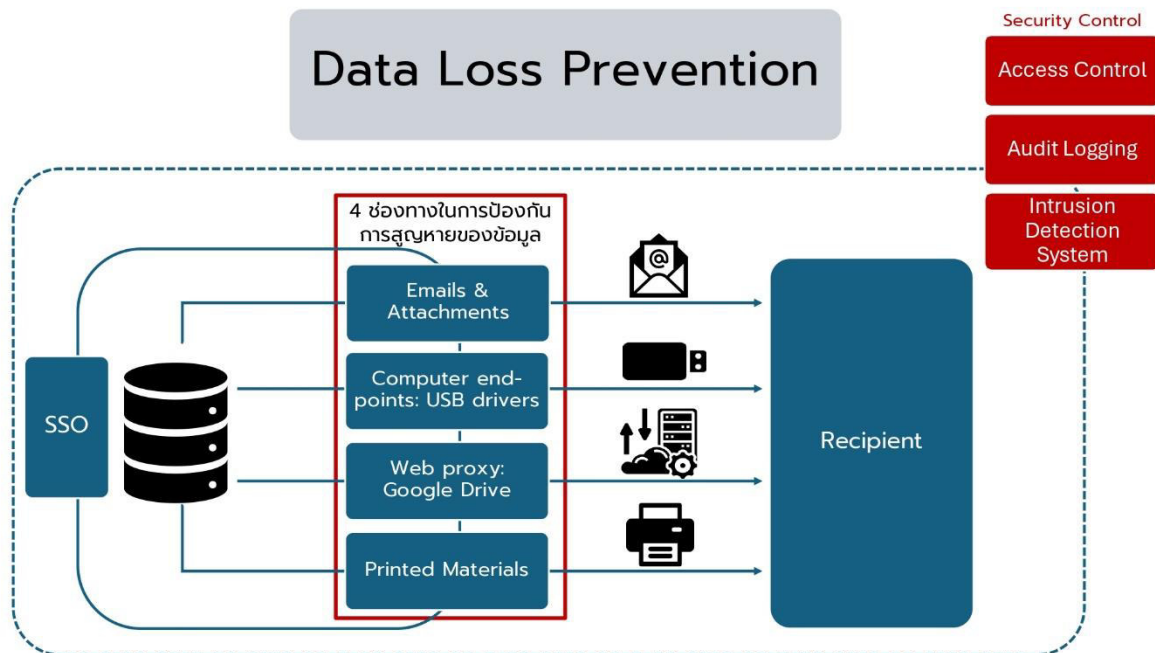 Data Loss Prevention
Security Control
Access Control
Audit Logging
Intrusion
Detection
System
4 ช่องทางในการป้องกัน
การสูญหายของข้อมูล
Emails &
Attachments
Computer end-
points: USB drivers
Web proxy:
Google Drive
Printed Materials
SSO
@
Recipient